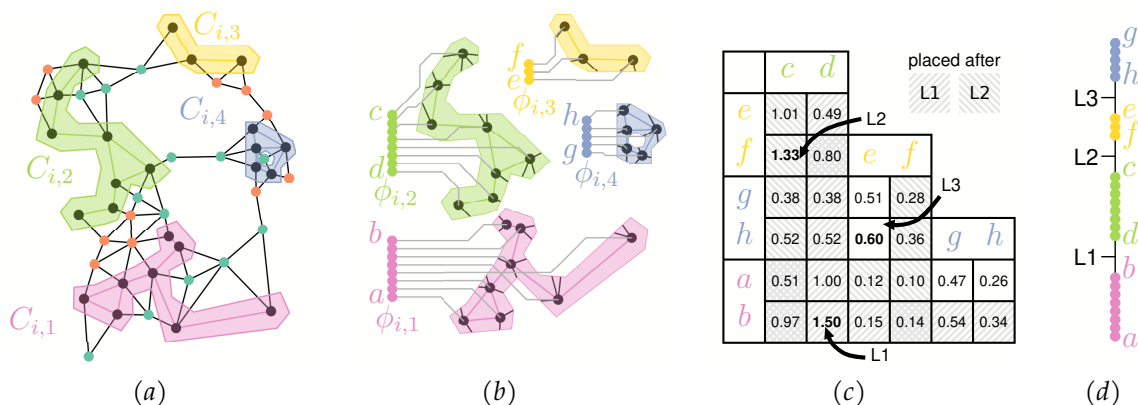 C_{i,3}
C_{i,4}
C_{i,2}
C_{i,1}
(a)
f
e
ϕ_{i,3}
c
d
ϕ_{i,2}
h
g
ϕ_{i,4}
b
a
ϕ_{i,1}
(b)
c d
placed after
L1 L2
e 1.01 0.49
L2
f 1.33 0.80 e f
g 0.38 0.38 0.51 0.28
L3
h 0.52 0.52 0.60 0.36 g h
a 0.51 1.00 0.12 0.10 0.47 0.26
b 0.97 1.50 0.15 0.14 0.54 0.34
L1
(c)
g
h
L3
e
f
L2
c
d
L1
b
a
(d)